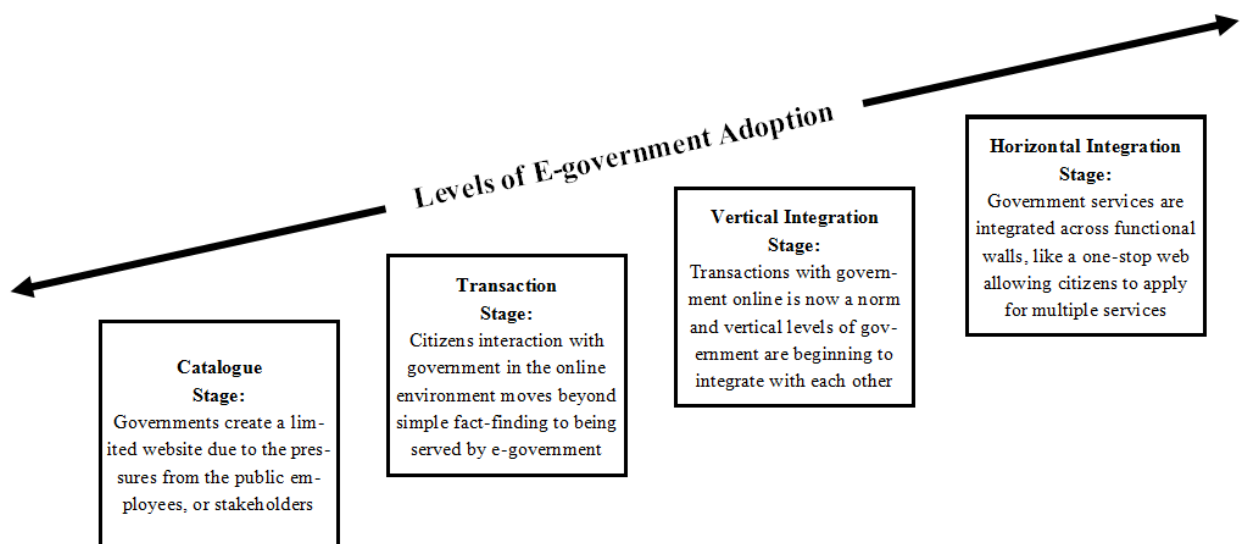 Levels of E-government Adoption
Catalogue
Stage:
Governments create a lim-
ited website due to the pres-
sures from the public em-
ployees, or stakeholders
Transaction
Stage:
Citizens interaction with
government in the online
environment moves beyond
simple fact-finding to being
served by e-government
Vertical Integration
Stage:
Transactions with govern-
ment online is now a norm
and vertical levels of gov-
ernment are beginning to
integrate with each other
Horizontal Integration
Stage:
Government services are
integrated across functional
walls, like a one-stop web
allowing citizens to apply
for multiple services